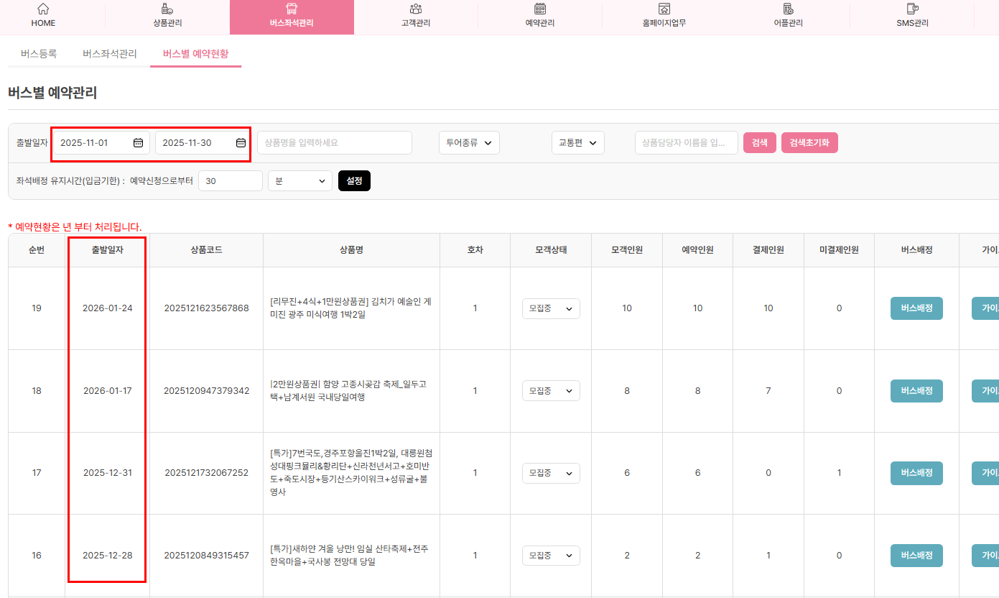 HOME 상품관리 버스좌석관리 고객관리 예약관리 홈페이지업무 어플관리 SMS관리
버스등록 버스좌석관리 버스별 예약현황
버스별 예약관리
출발일자 2025-11-01 2025-11-30 상품명을 입력하세요 투어종류 교통편 상품담당자 이름을 입... 검색 검색초기화
좌석배정 유지시간(입금기한) : 예약신청으로부터 30 분 설정
* 예약현황은 년 부터 처리됩니다.
순번 출발일자 상품코드 상품명 호차 모객상태 모객인원 예약인원 결제인원 미결제인원 버스배정 가이
19 2026-01-24 2025121623567868 [리무진+4식+1만원상품권] 김치가 예술인 게
미진 광주 미식여행 1박2일 1 모집중 10 10 10 0 버스배정 가이
18 2026-01-17 2025120947379342 |2만원상품권| 함양 고종시곶감 축제_일두고
택+남계서원 국내당일여행 1 모집중 8 8 7 0 버스배정 가이
17 2025-12-31 2025121732067252 [특가]7번국도,경주포항울진1박2일, 대릉원첨
성대핑크뮬리&황리단+신라천년서고+호미반
도+죽도시장+등기산스카이워크+성류굴+불
영사 1 모집중 6 6 0 1 버스배정 가이
16 2025-12-28 2025120849315457 [특가]새하얀 겨울 낭만! 임실 산타축제+전주
한옥마을+국사봉 전망대 당일 1 모집중 2 2 1 0 버스배정 가이